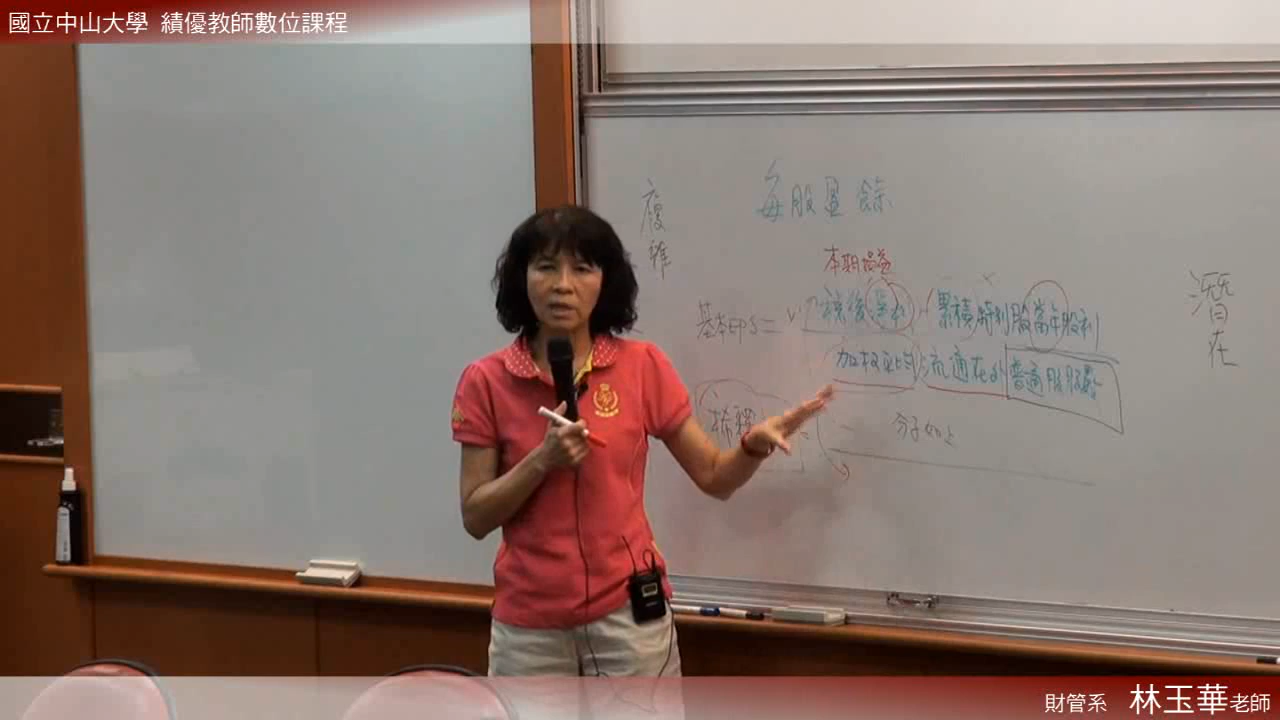 國立中山大學 績優教師數位課程
每股盈餘
複雜
本期損益
基本EPS =
稅後淨利 - 累積特別股當年股利
加權平均流通在外普通股股數
潛在
稀釋 =
分子如上
財管系 林玉華老師